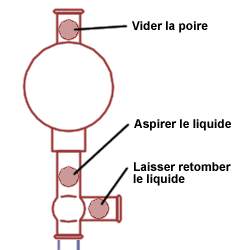 Vider la poire
Aspirer le liquide
Laisser retomber
le liquide